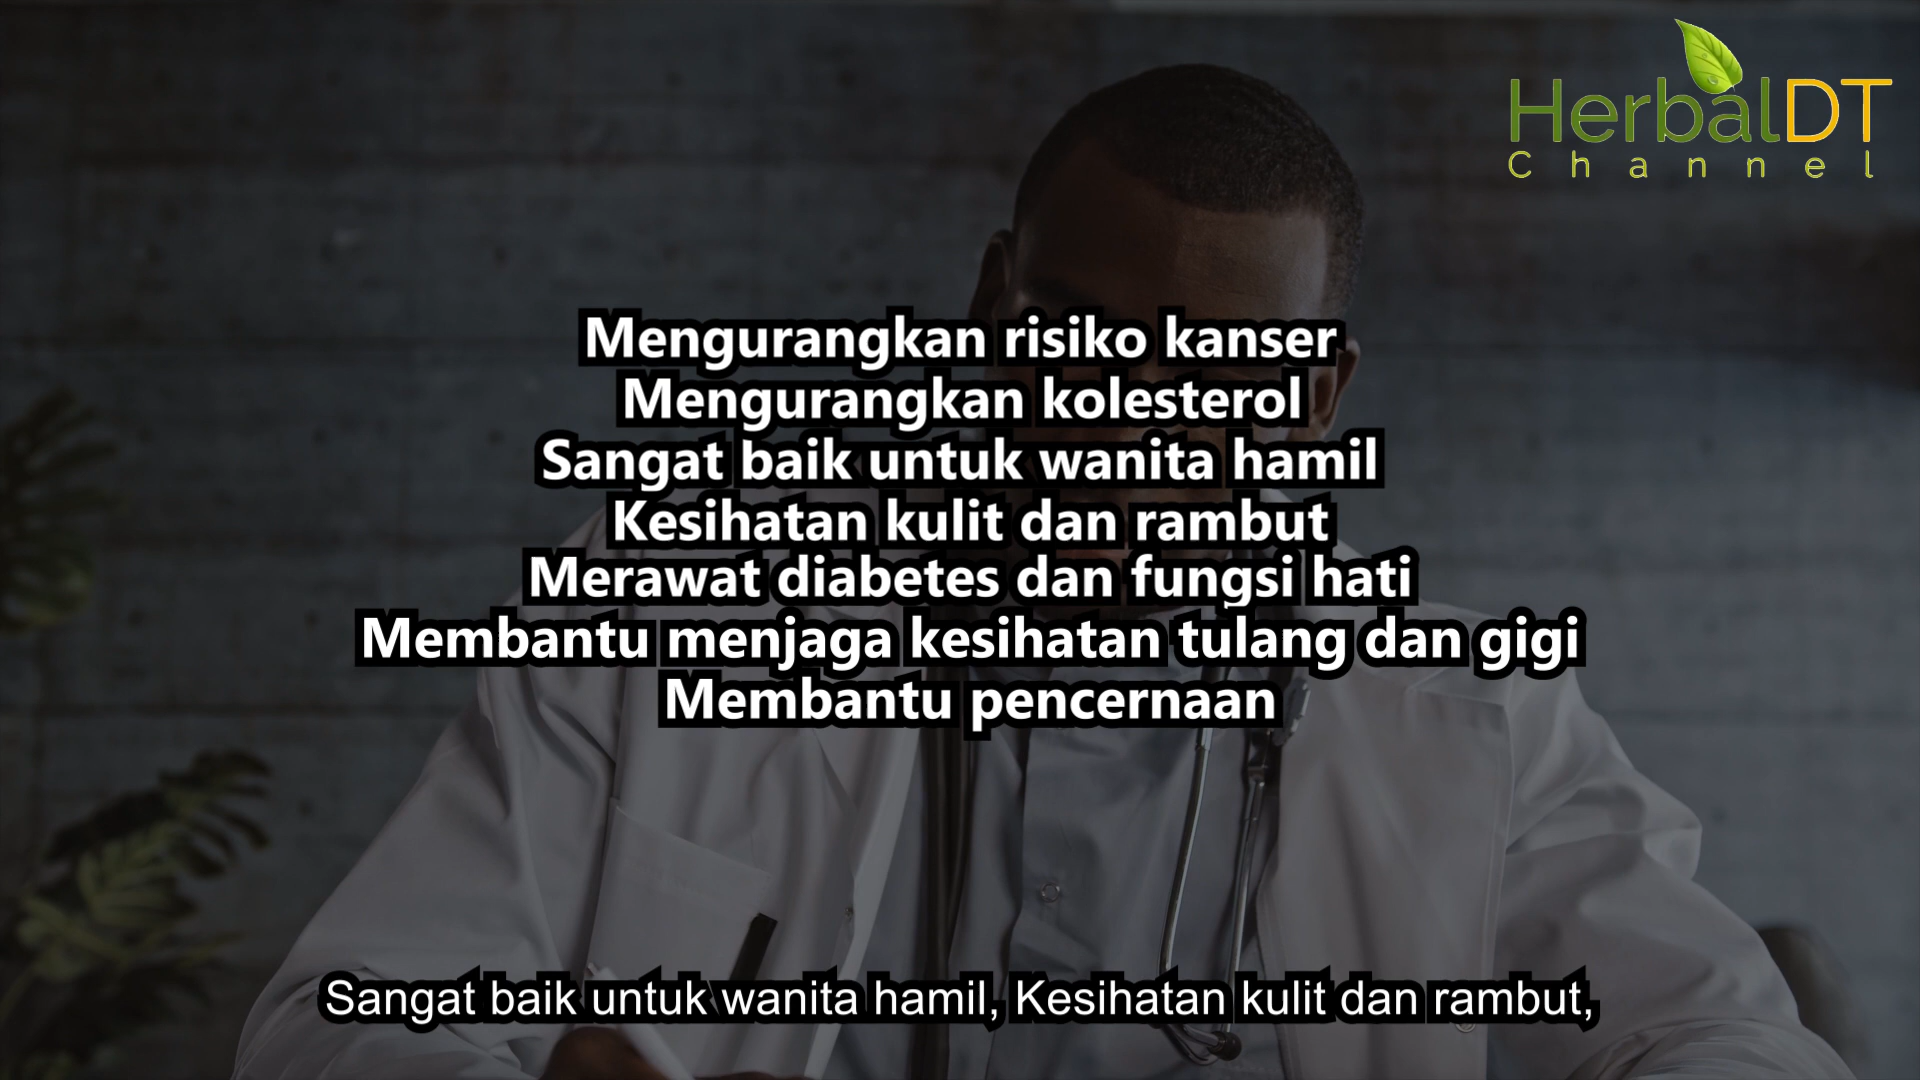 HerbalDT
Channel
Mengurangkan risiko kanser
Mengurangkan kolesterol
Sangat baik untuk wanita hamil
Kesihatan kulit dan rambut
Merawat diabetes dan fungsi hati
Membantu menjaga kesihatan tulang dan gigi
Membantu pencernaan
Sangat baik untuk wanita hamil, Kesihatan kulit dan rambut,